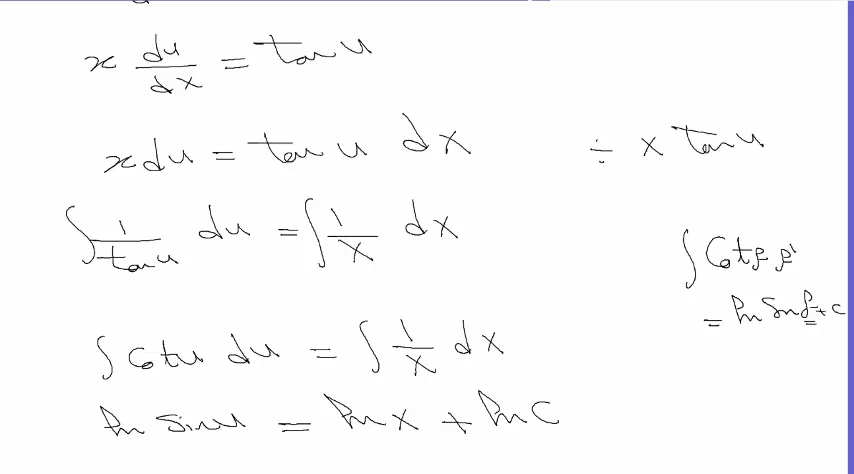 x du/dx = tan u
x du = tan u dx ÷ x tan u
∫ 1/tan u du = ∫ 1/x dx
∫ cot β β'
= ln sin β + c
∫ cot u du = ∫ 1/x dx
ln sin u = ln x + ln c